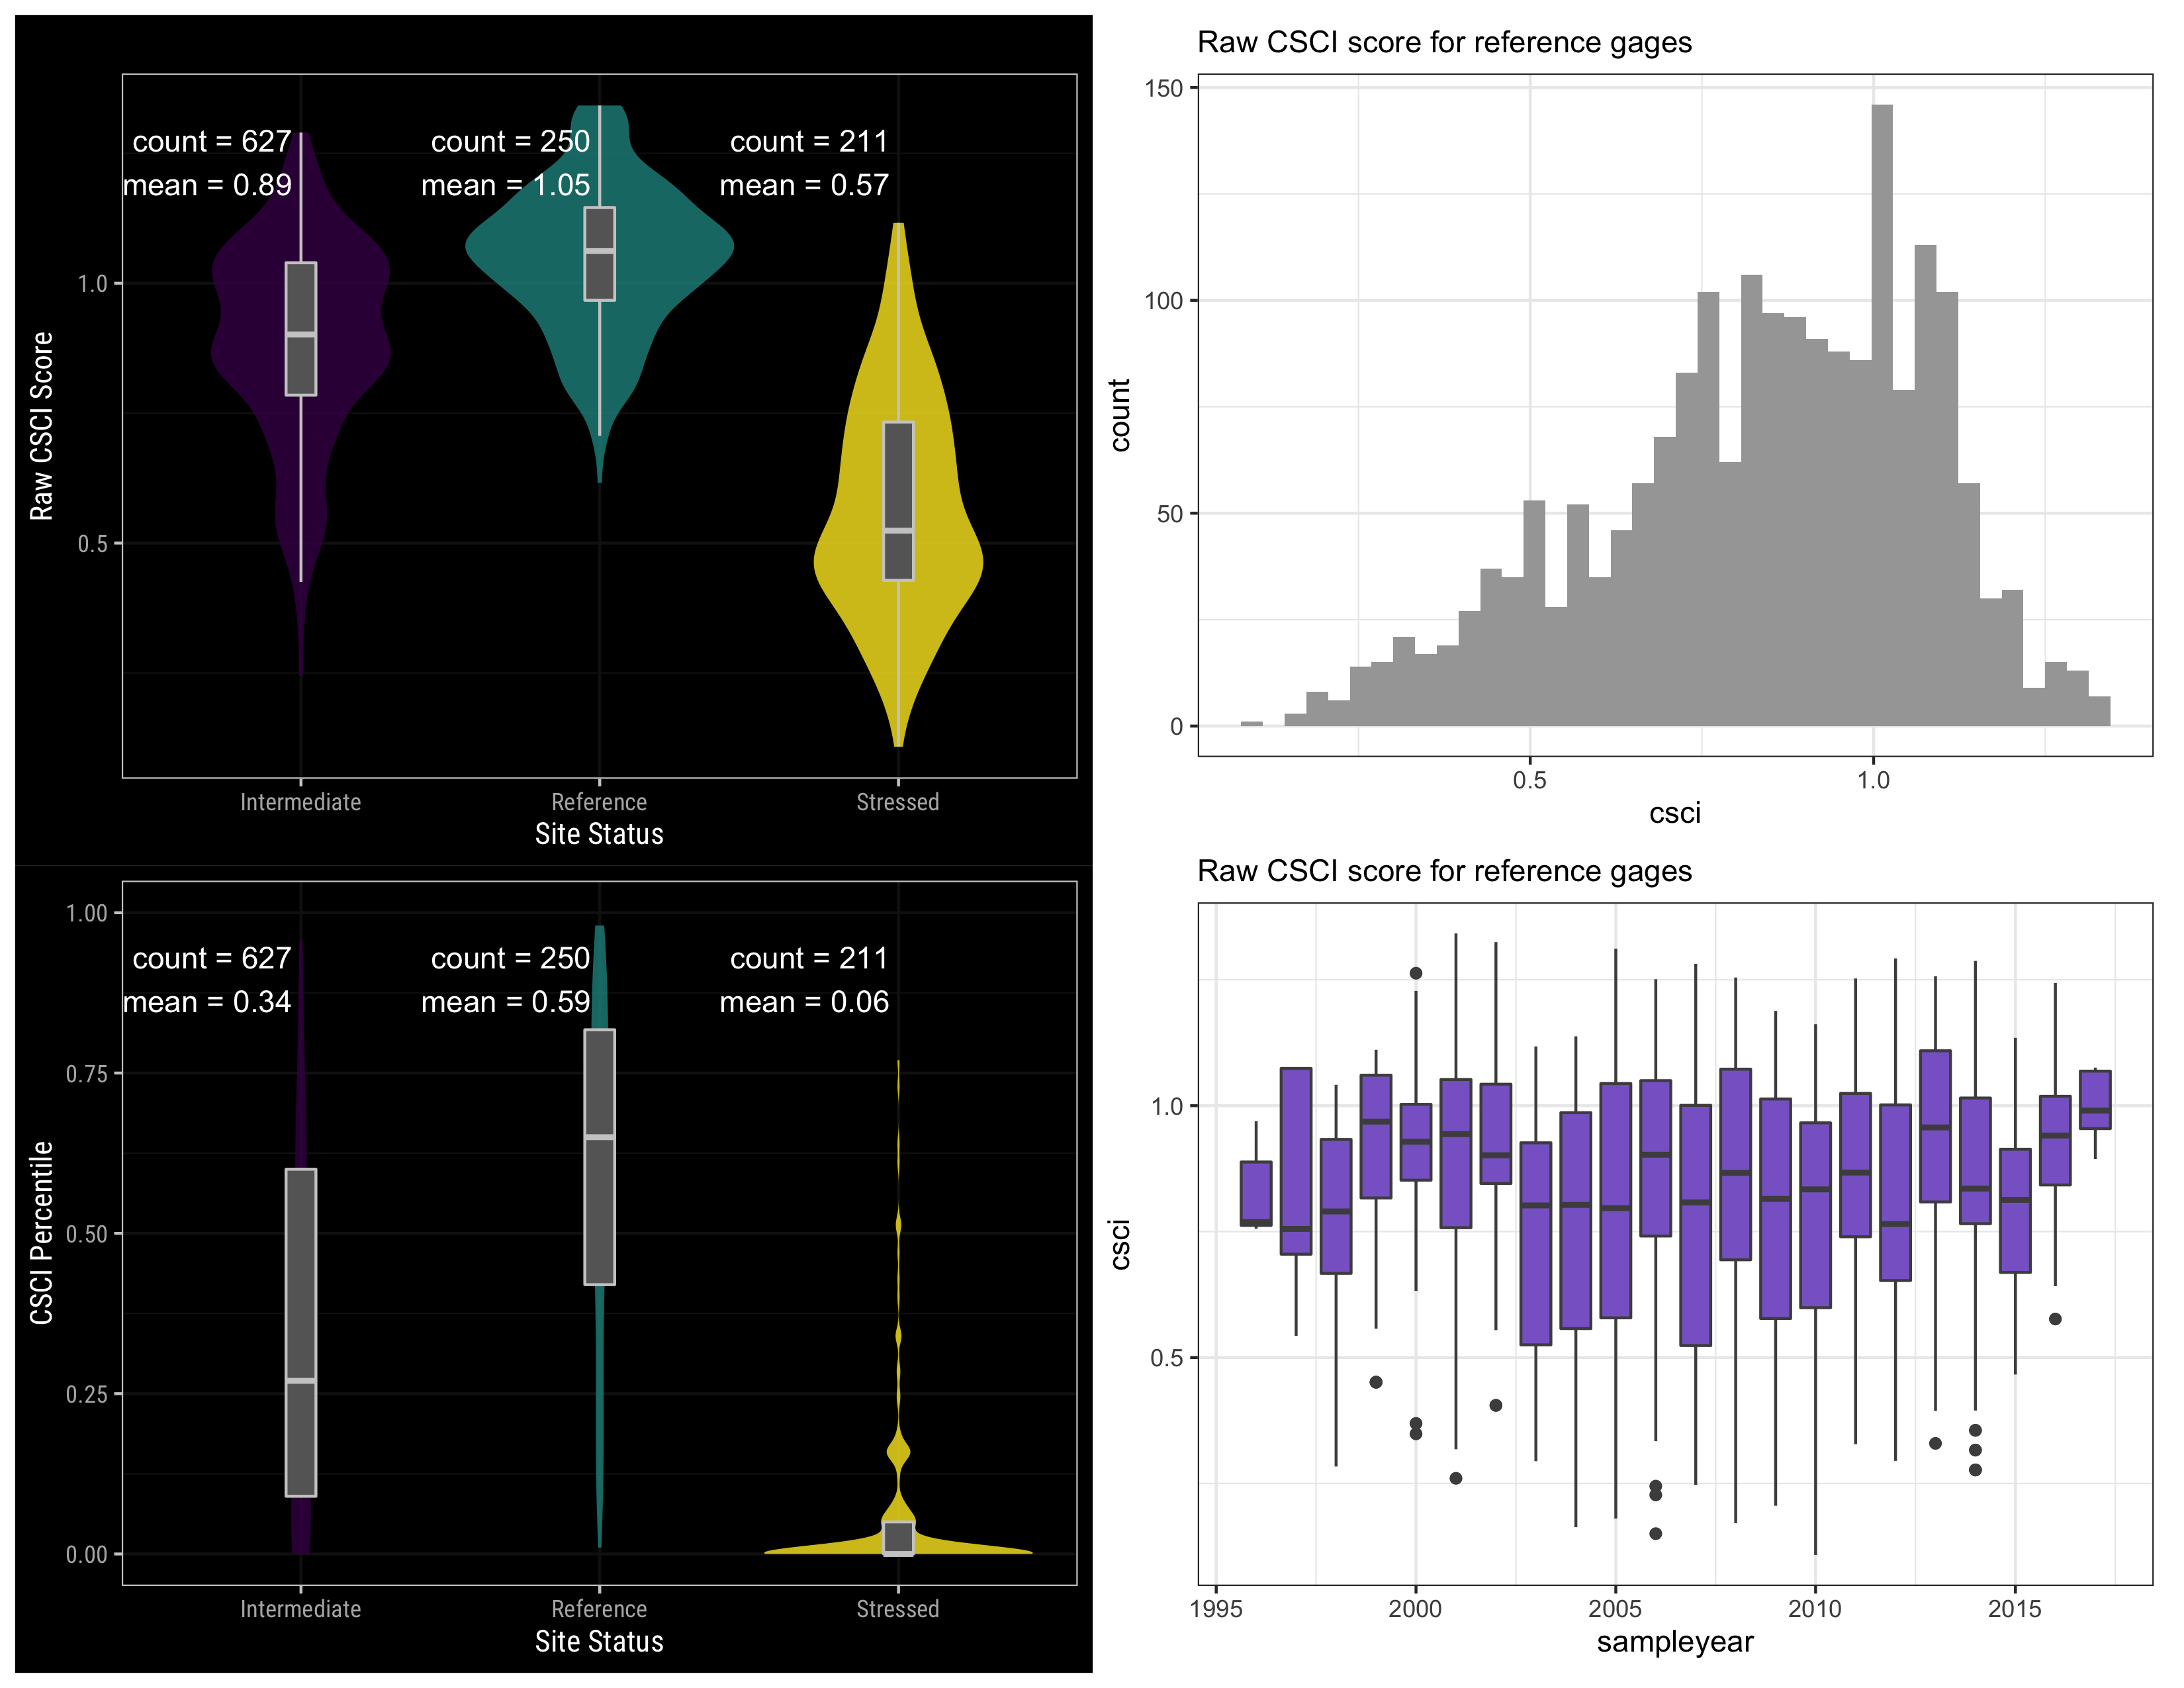 count = 627
mean = 0.89
count = 250
mean = 1.05
count = 211
mean = 0.57
1.0
0.5
Raw CSCI Score
Intermediate
Reference
Stressed
Site Status
Raw CSCI score for reference gages
150
100
50
0
count
0.5
1.0
csci
1.00
0.75
0.50
0.25
0.00
CSCI Percentile
count = 627
mean = 0.34
count = 250
mean = 0.59
count = 211
mean = 0.06
Intermediate
Reference
Stressed
Site Status
Raw CSCI score for reference gages
1.0
0.5
csci
1995
2000
2005
2010
2015
sampleyear